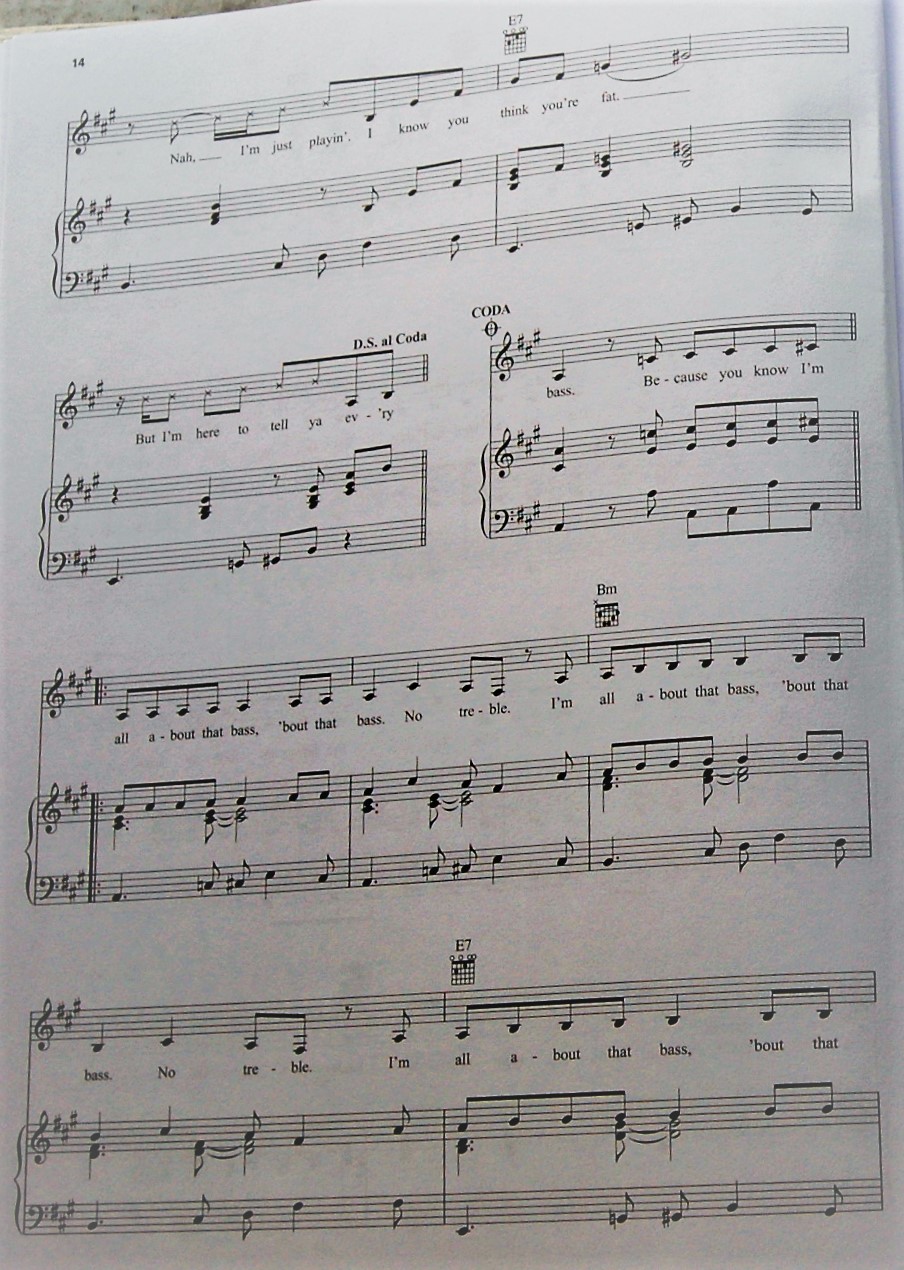 14
E7
Nah, I'm just playin'. I know you think you're fat.
D.S. al Coda
But I'm here to tell ya ev - 'ry
CODA
bass. Be - cause you know I'm
Bm
all a - bout that bass, 'bout that bass. No tre - ble. I'm all a - bout that bass, 'bout that
E7
bass. No tre - ble. I'm all a - bout that bass, 'bout that